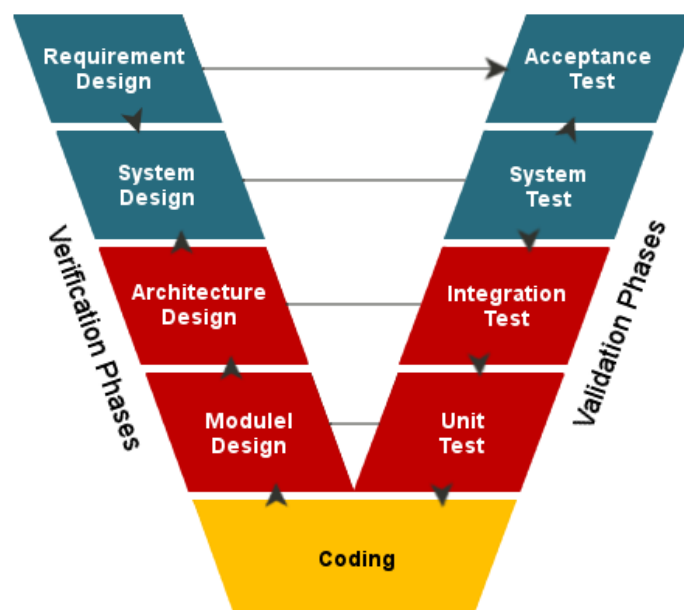 Requirement
Design
Acceptance
Test
System
Design
System
Test
Verification Phases
Validation Phases
Architecture
Design
Integration
Test
Modulel
Design
Unit
Test
Coding